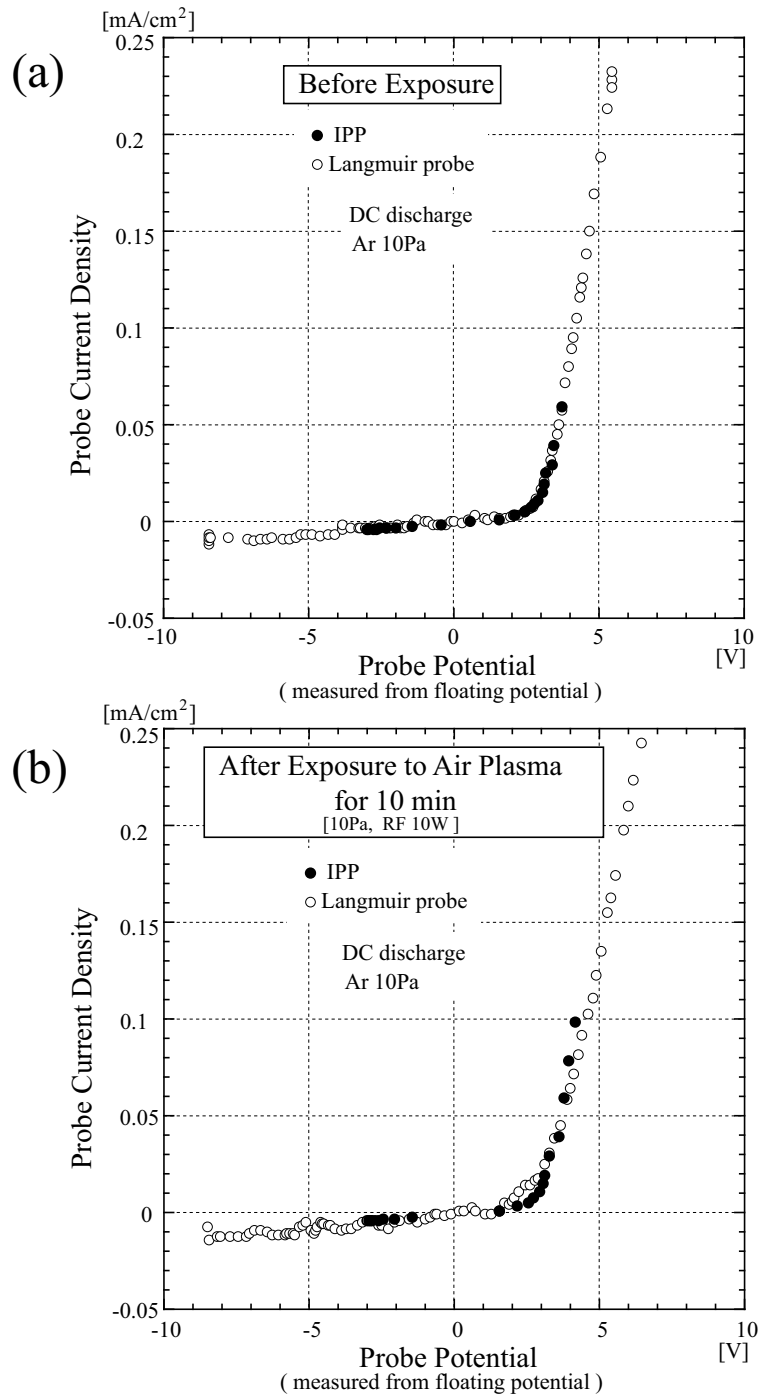 (a)
[mA/cm²]
0.25
0.2
0.15
0.1
0.05
0
-0.05
Probe Current Density
Before Exposure
IPP
Langmuir probe
DC discharge
Ar 10Pa
-10
-5
0
5
10
[V]
Probe Potential
( measured from floating potential )
(b)
[mA/cm²]
0.25
0.2
0.15
0.1
0.05
0
-0.05
Probe Current Density
After Exposure to Air Plasma
for 10 min
[10Pa, RF 10W ]
IPP
Langmuir probe
DC discharge
Ar 10Pa
-10
-5
0
5
10
[V]
Probe Potential
( measured from floating potential )